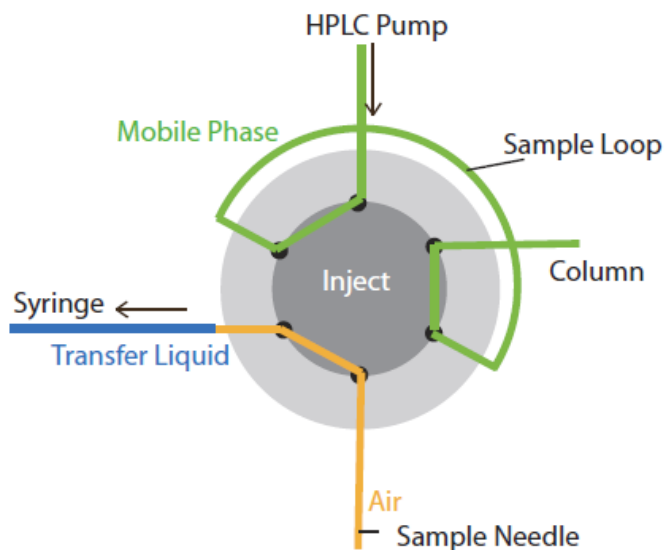 HPLC Pump
Mobile Phase
Sample Loop
Inject
Column
Syringe
Transfer Liquid
Air
Sample Needle